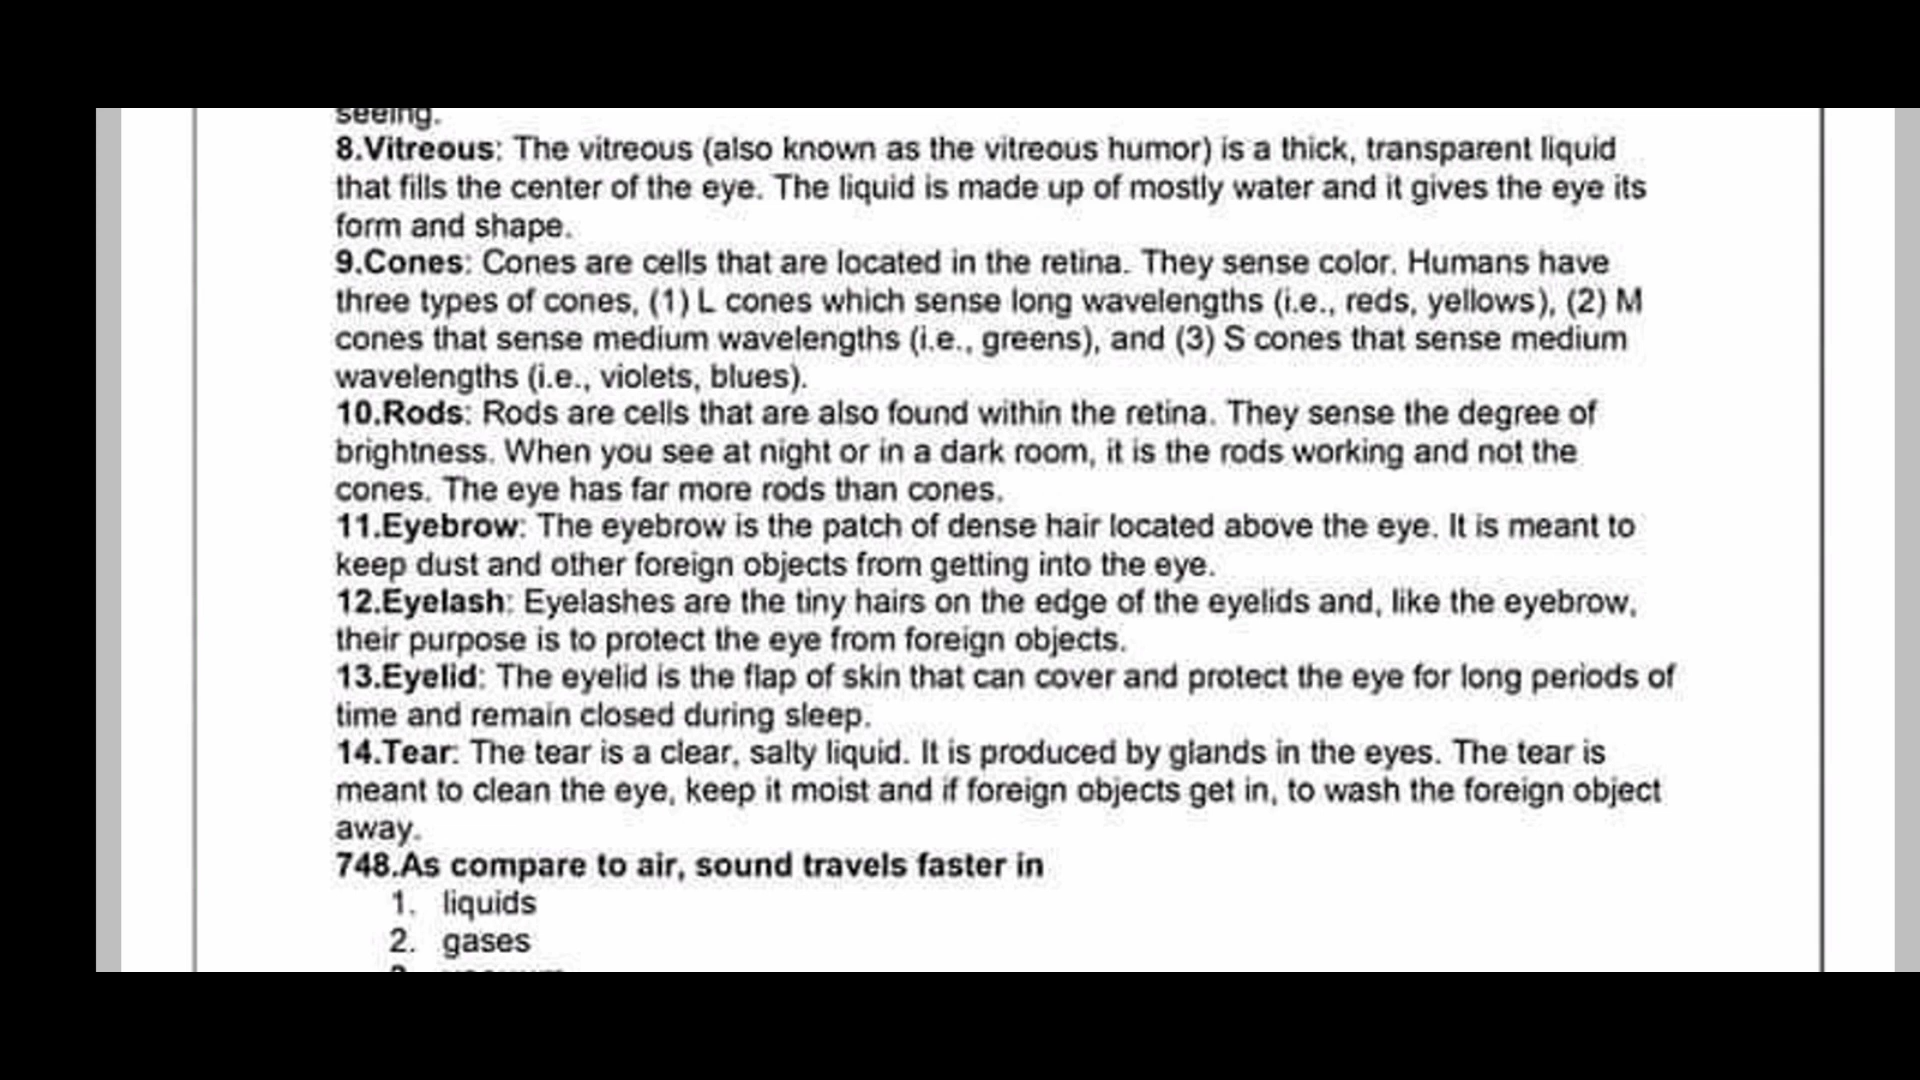 seeing.
8.Vitreous: The vitreous (also known as the vitreous humor) is a thick, transparent liquid
that fills the center of the eye. The liquid is made up of mostly water and it gives the eye its
form and shape.
9.Cones: Cones are cells that are located in the retina. They sense color. Humans have
three types of cones, (1) L cones which sense long wavelengths (i.e., reds, yellows), (2) M
cones that sense medium wavelengths (i.e., greens), and (3) S cones that sense medium
wavelengths (i.e., violets, blues).
10.Rods: Rods are cells that are also found within the retina. They sense the degree of
brightness. When you see at night or in a dark room, it is the rods working and not the
cones. The eye has far more rods than cones.
11.Eyebrow: The eyebrow is the patch of dense hair located above the eye. It is meant to
keep dust and other foreign objects from getting into the eye.
12.Eyelash: Eyelashes are the tiny hairs on the edge of the eyelids and, like the eyebrow,
their purpose is to protect the eye from foreign objects.
13.Eyelid: The eyelid is the flap of skin that can cover and protect the eye for long periods of
time and remain closed during sleep.
14.Tear: The tear is a clear, salty liquid. It is produced by glands in the eyes. The tear is
meant to clean the eye, keep it moist and if foreign objects get in, to wash the foreign object
away.
748.As compare to air, sound travels faster in
1. liquids
2. gases